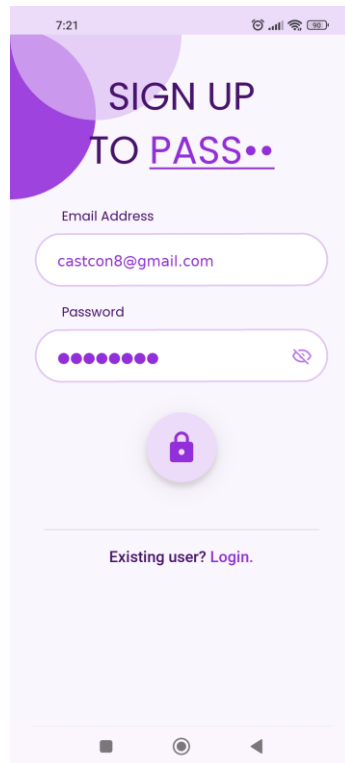 7:21
90
SIGN UP
TO PASS••
Email Address
castcon8@gmail.com
Password
●●●●●●●●
Existing user? Login.